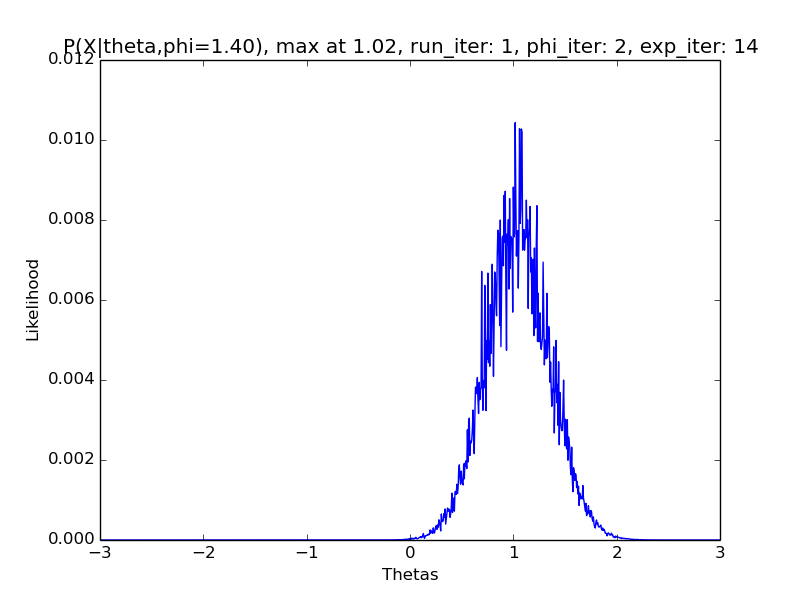 P(X|theta,phi=1.40), max at 1.02, run_iter: 1, phi_iter: 2, exp_iter: 14
0.012
0.010
0.008
0.006
0.004
0.002
0.000
Likelihood
−3 −2 −1 0 1 2 3
Thetas